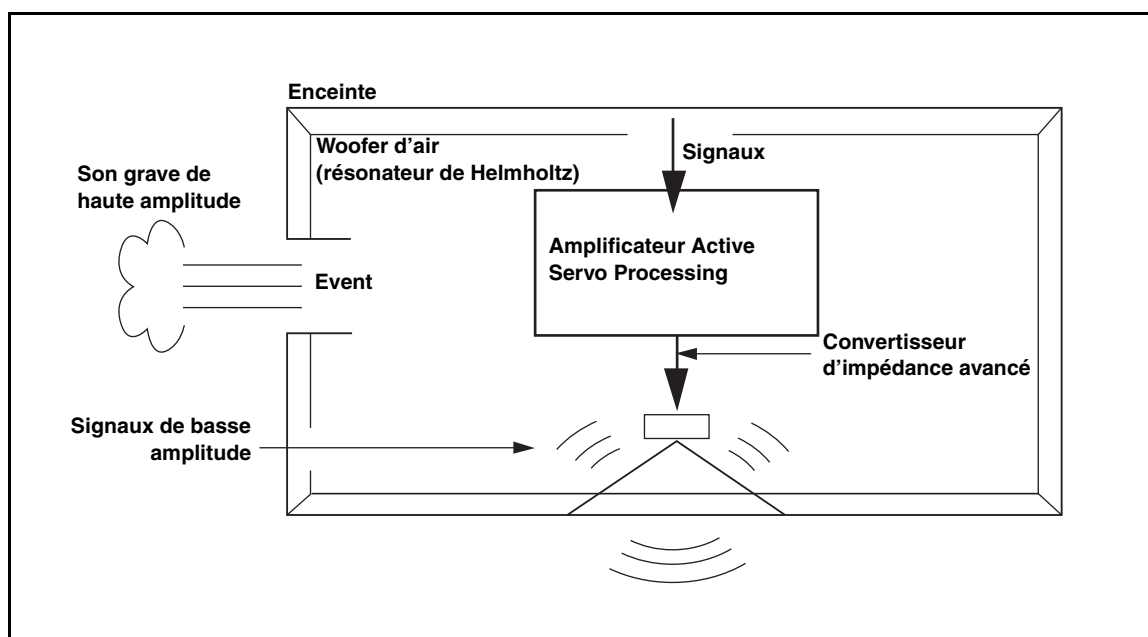 Enceinte
Woofer d'air
(résonateur de Helmholtz)
Signaux
Son grave de
haute amplitude
Amplificateur Active
Servo Processing
Event
Convertisseur
d'impédance avancé
Signaux de basse
amplitude